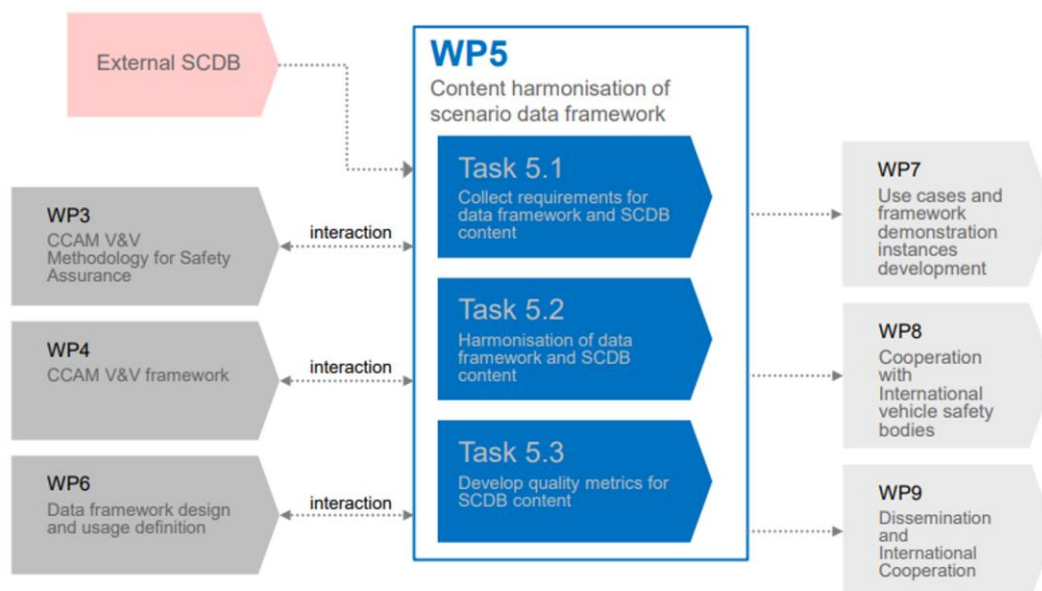 External SCDB
WP5
Content harmonisation of
scenario data framework
Task 5.1
Collect requirements for
data framework and SCDB
content
Task 5.2
Harmonisation of data
framework and SCDB
content
Task 5.3
Develop quality metrics for
SCDB content
WP3
CCAM V&V
Methodology for Safety
Assurance
interaction
WP4
CCAM V&V framework
interaction
WP6
Data framework design
and usage definition
interaction
WP7
Use cases and
framework
demonstration
instances
development
WP8
Cooperation
with
International
vehicle safety
bodies
WP9
Dissemination
and
International
Cooperation